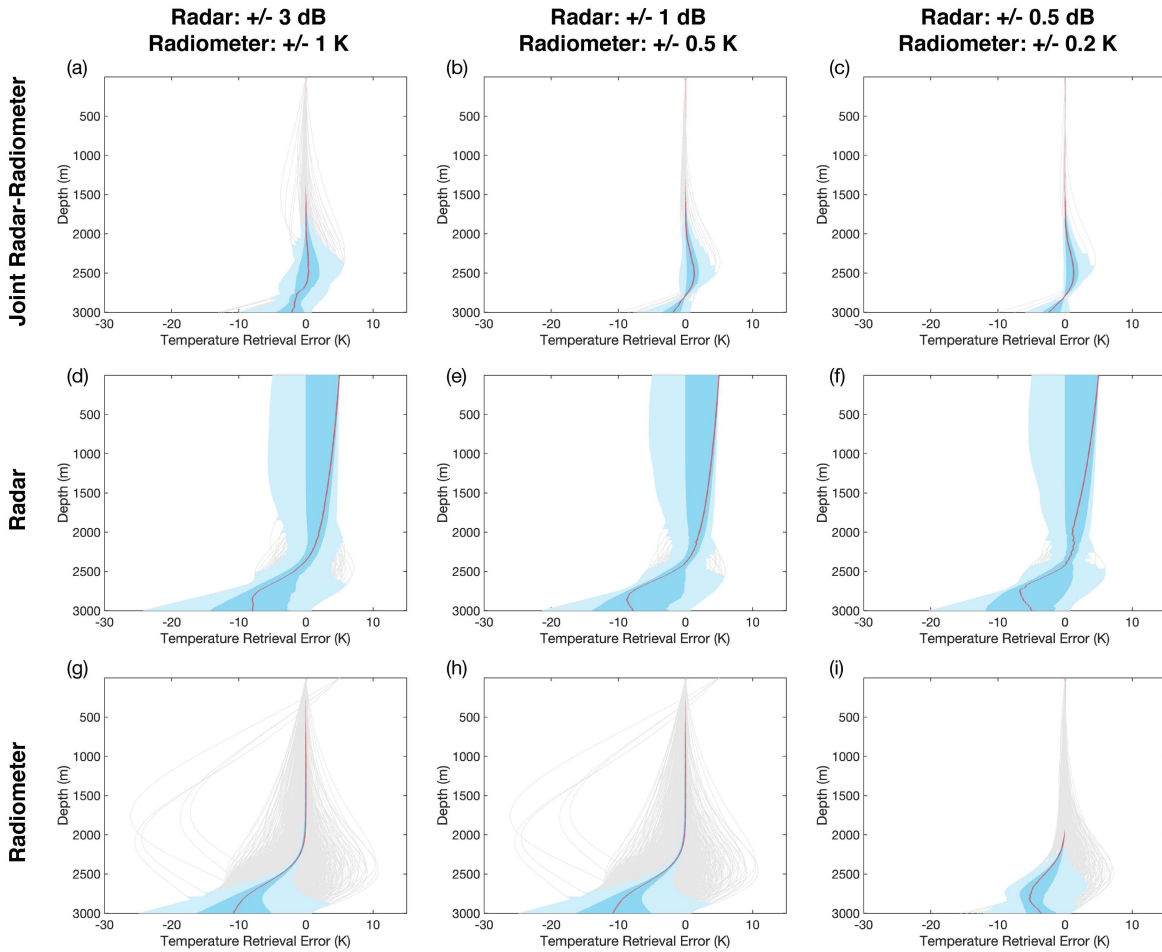 Radar: +/- 3 dB
Radiometer: +/- 1 K
Radar: +/- 1 dB
Radiometer: +/- 0.5 K
Radar: +/- 0.5 dB
Radiometer: +/- 0.2 K
Joint Radar-Radiometer
(a)
500
1000
1500
2000
2500
3000
Depth (m)
-30 -20 -10 0 10
Temperature Retrieval Error (K)
(b)
500
1000
1500
2000
2500
3000
Depth (m)
-30 -20 -10 0 10
Temperature Retrieval Error (K)
(c)
500
1000
1500
2000
2500
3000
Depth (m)
-30 -20 -10 0 10
Temperature Retrieval Error (K)
Radar
(d)
500
1000
1500
2000
2500
3000
Depth (m)
-30 -20 -10 0 10
Temperature Retrieval Error (K)
(e)
500
1000
1500
2000
2500
3000
Depth (m)
-30 -20 -10 0 10
Temperature Retrieval Error (K)
(f)
500
1000
1500
2000
2500
3000
Depth (m)
-30 -20 -10 0 10
Temperature Retrieval Error (K)
Radiometer
(g)
500
1000
1500
2000
2500
3000
Depth (m)
-30 -20 -10 0 10
Temperature Retrieval Error (K)
(h)
500
1000
1500
2000
2500
3000
Depth (m)
-30 -20 -10 0 10
Temperature Retrieval Error (K)
(i)
500
1000
1500
2000
2500
3000
Depth (m)
-30 -20 -10 0 10
Temperature Retrieval Error (K)